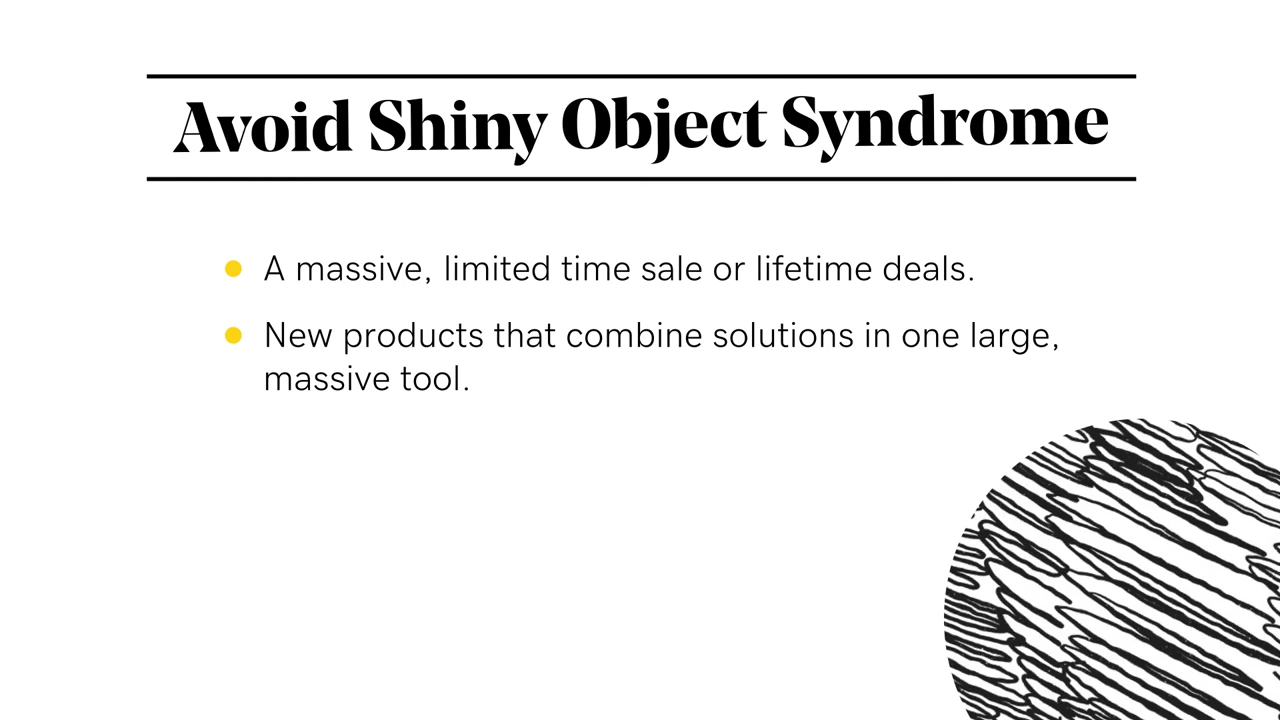 Avoid Shiny Object Syndrome
A massive, limited time sale or lifetime deals.
New products that combine solutions in one large,
massive tool.